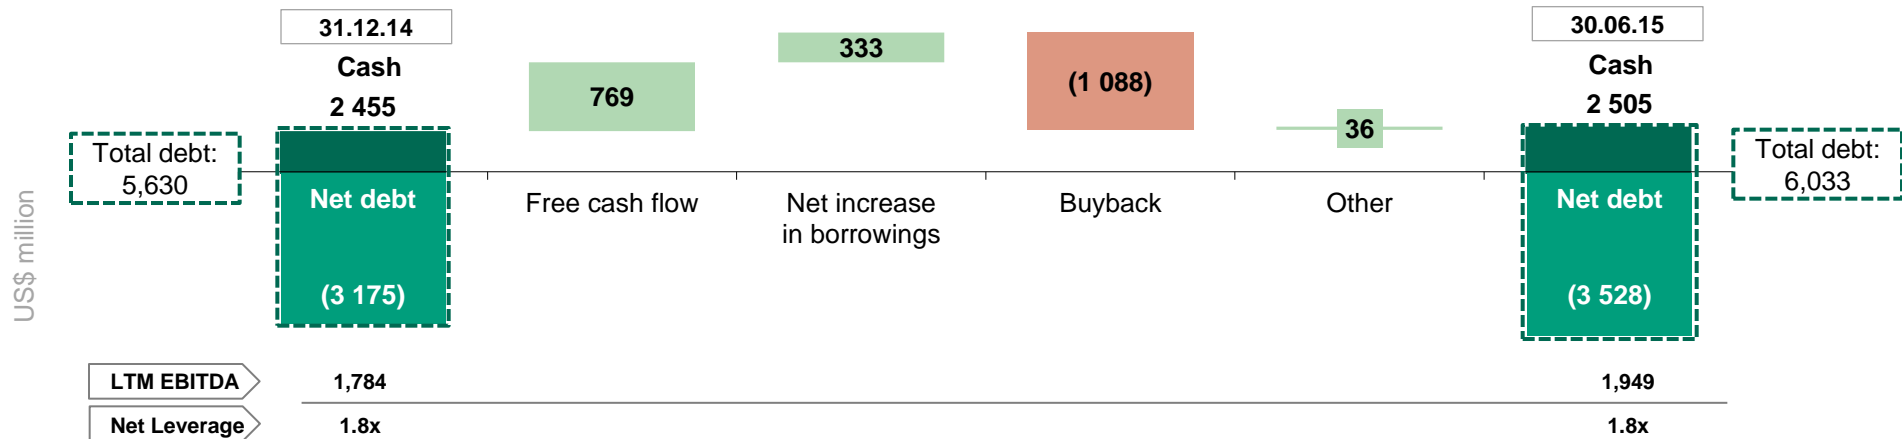 31.12.14
Cash
2 455
Total debt:
5,630
Net debt
(3 175)
769
Free cash flow
333
Net increase
in borrowings
(1 088)
Buyback
36
Other
30.06.15
Cash
2 505
Net debt
(3 528)
Total debt:
6,033
US$ million
LTM EBITDA
1,784
1,949
Net Leverage
1.8x
1.8x